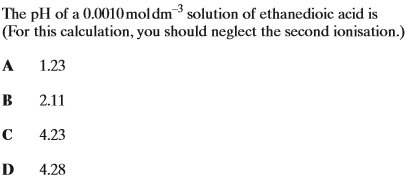 The pH of a 0.0010 mol dm⁻³ solution of ethanedioic acid is
(For this calculation, you should neglect the second ionisation.)
A 1.23
B 2.11
C 4.23
D 4.28